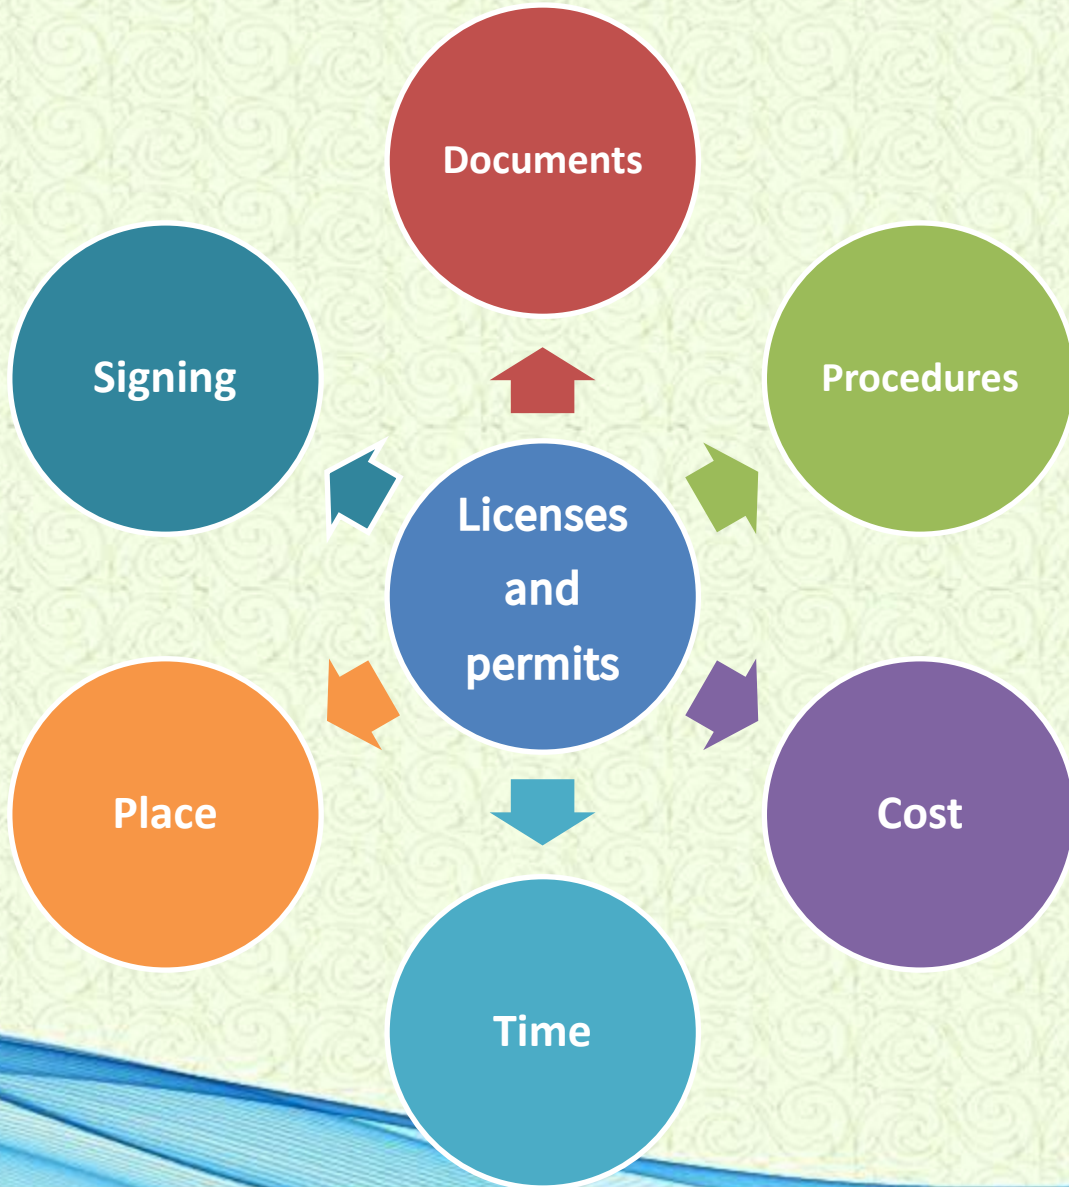 Documents
Signing
Procedures
Licenses
and
permits
Place
Cost
Time